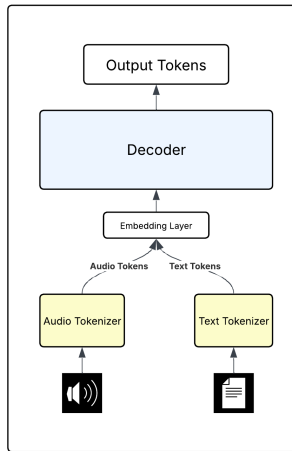 Output Tokens
Decoder
Embedding Layer
Audio Tokens
Text Tokens
Audio Tokenizer
Text Tokenizer